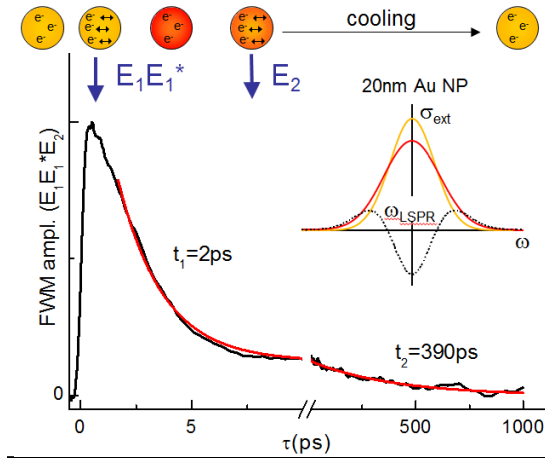 cooling
e- e- e-
e- e- e-
e- e-
e- e- e-
e- e-
E1E1*
E2
20nm Au NP
σext
ωLSPR
ω
FWM ampl. (E1E1*E2)
t1=2ps
t2=390ps
0
0
5
500
1000
τ(ps)